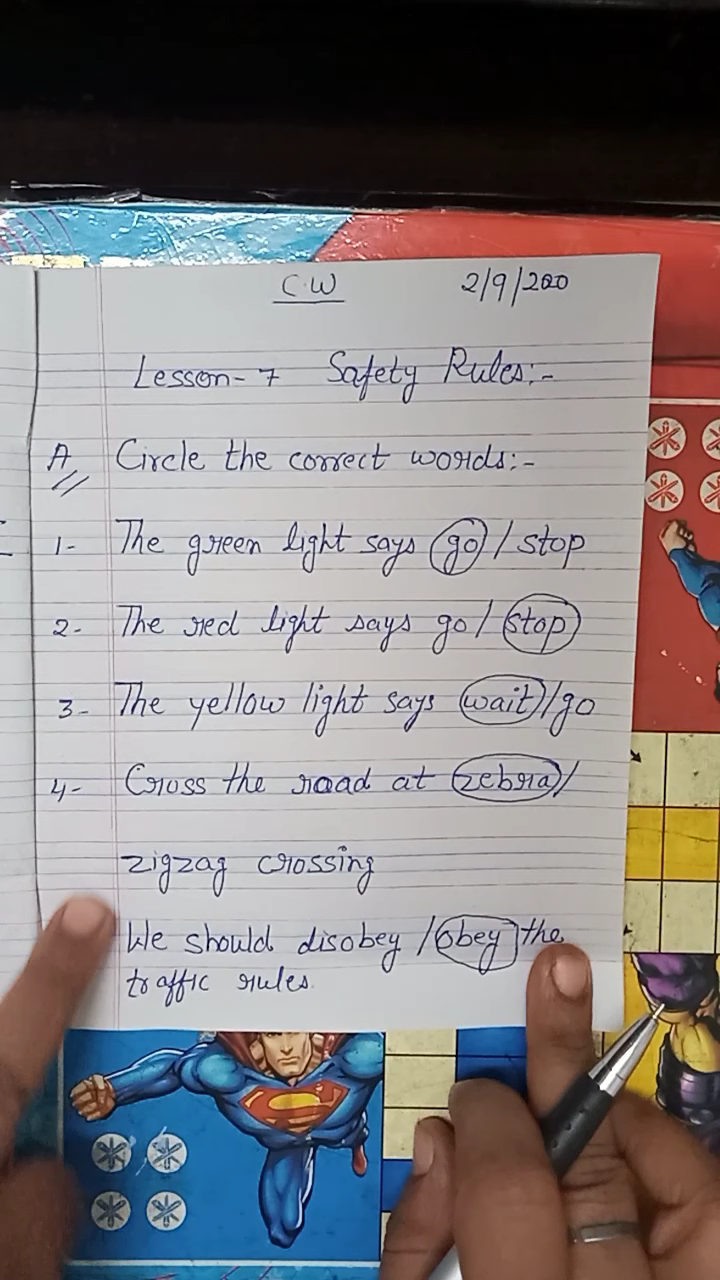 C.W 2/9/2020
Lesson-7 Safety Rules:-
A Circle the correct words:-
1- The green light says go / stop
2- The red light says go / stop
3- The yellow light says wait / go
4- Cross the road at zebra /
zigzag crossing
We should disobey / obey the
traffic rules.